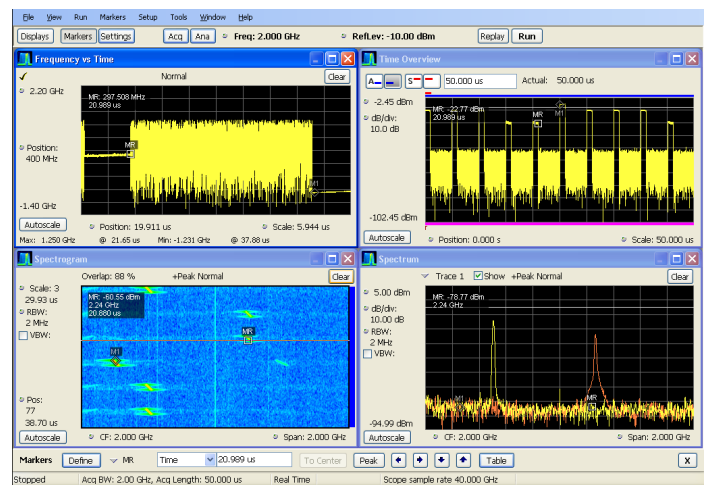 File View Run Markers Setup Tools Window Help
Displays Markers Settings Acq Ana Freq: 2.000 GHz RefLev: -10.00 dBm Replay Run
Frequency vs Time
Normal Clear
2.20 GHz
MR: 297.508 MHz
20.989 us
Position:
400 MHz
MR
M1
-1.40 GHz
Autoscale Position: 19.911 us Scale: 5.944 us
Max: 1.250 GHz @ 21.65 us Min: -1.231 GHz @ 37.88 us
Time Overview
A S 50.000 us Actual: 50.000 us
-2.45 dBm
MR: -22.77 dBm
20.989 us
dB/div:
10.0 dB
MR
M1
-102.45 dBm
Autoscale Position: 0.000 s Scale: 50.000 us
Spectrogram
Overlap: 88 % +Peak Normal Clear
Scale: 3
29.93 us
RBW:
2 MHz
VBW:
MR: -60.55 dBm
2.24 GHz
20.880 us
MR
M1
Pos:
77
38.70 us
Autoscale CF: 2.000 GHz Span: 2.000 GHz
Spectrum
Trace 1 Show +Peak Normal Clear
5.00 dBm
MR: -78.77 dBm
2.24 GHz
dB/div:
10.00 dB
RBW:
2 MHz
VBW:
M1
MR
-94.99 dBm
Autoscale CF: 2.000 GHz Span: 2.000 GHz
Markers Define MR Time 20.989 us To Center Peak Table X
Stopped Acq BW: 2.00 GHz, Acq Length: 50.000 us Real Time Scope sample rate 40.000 GHz